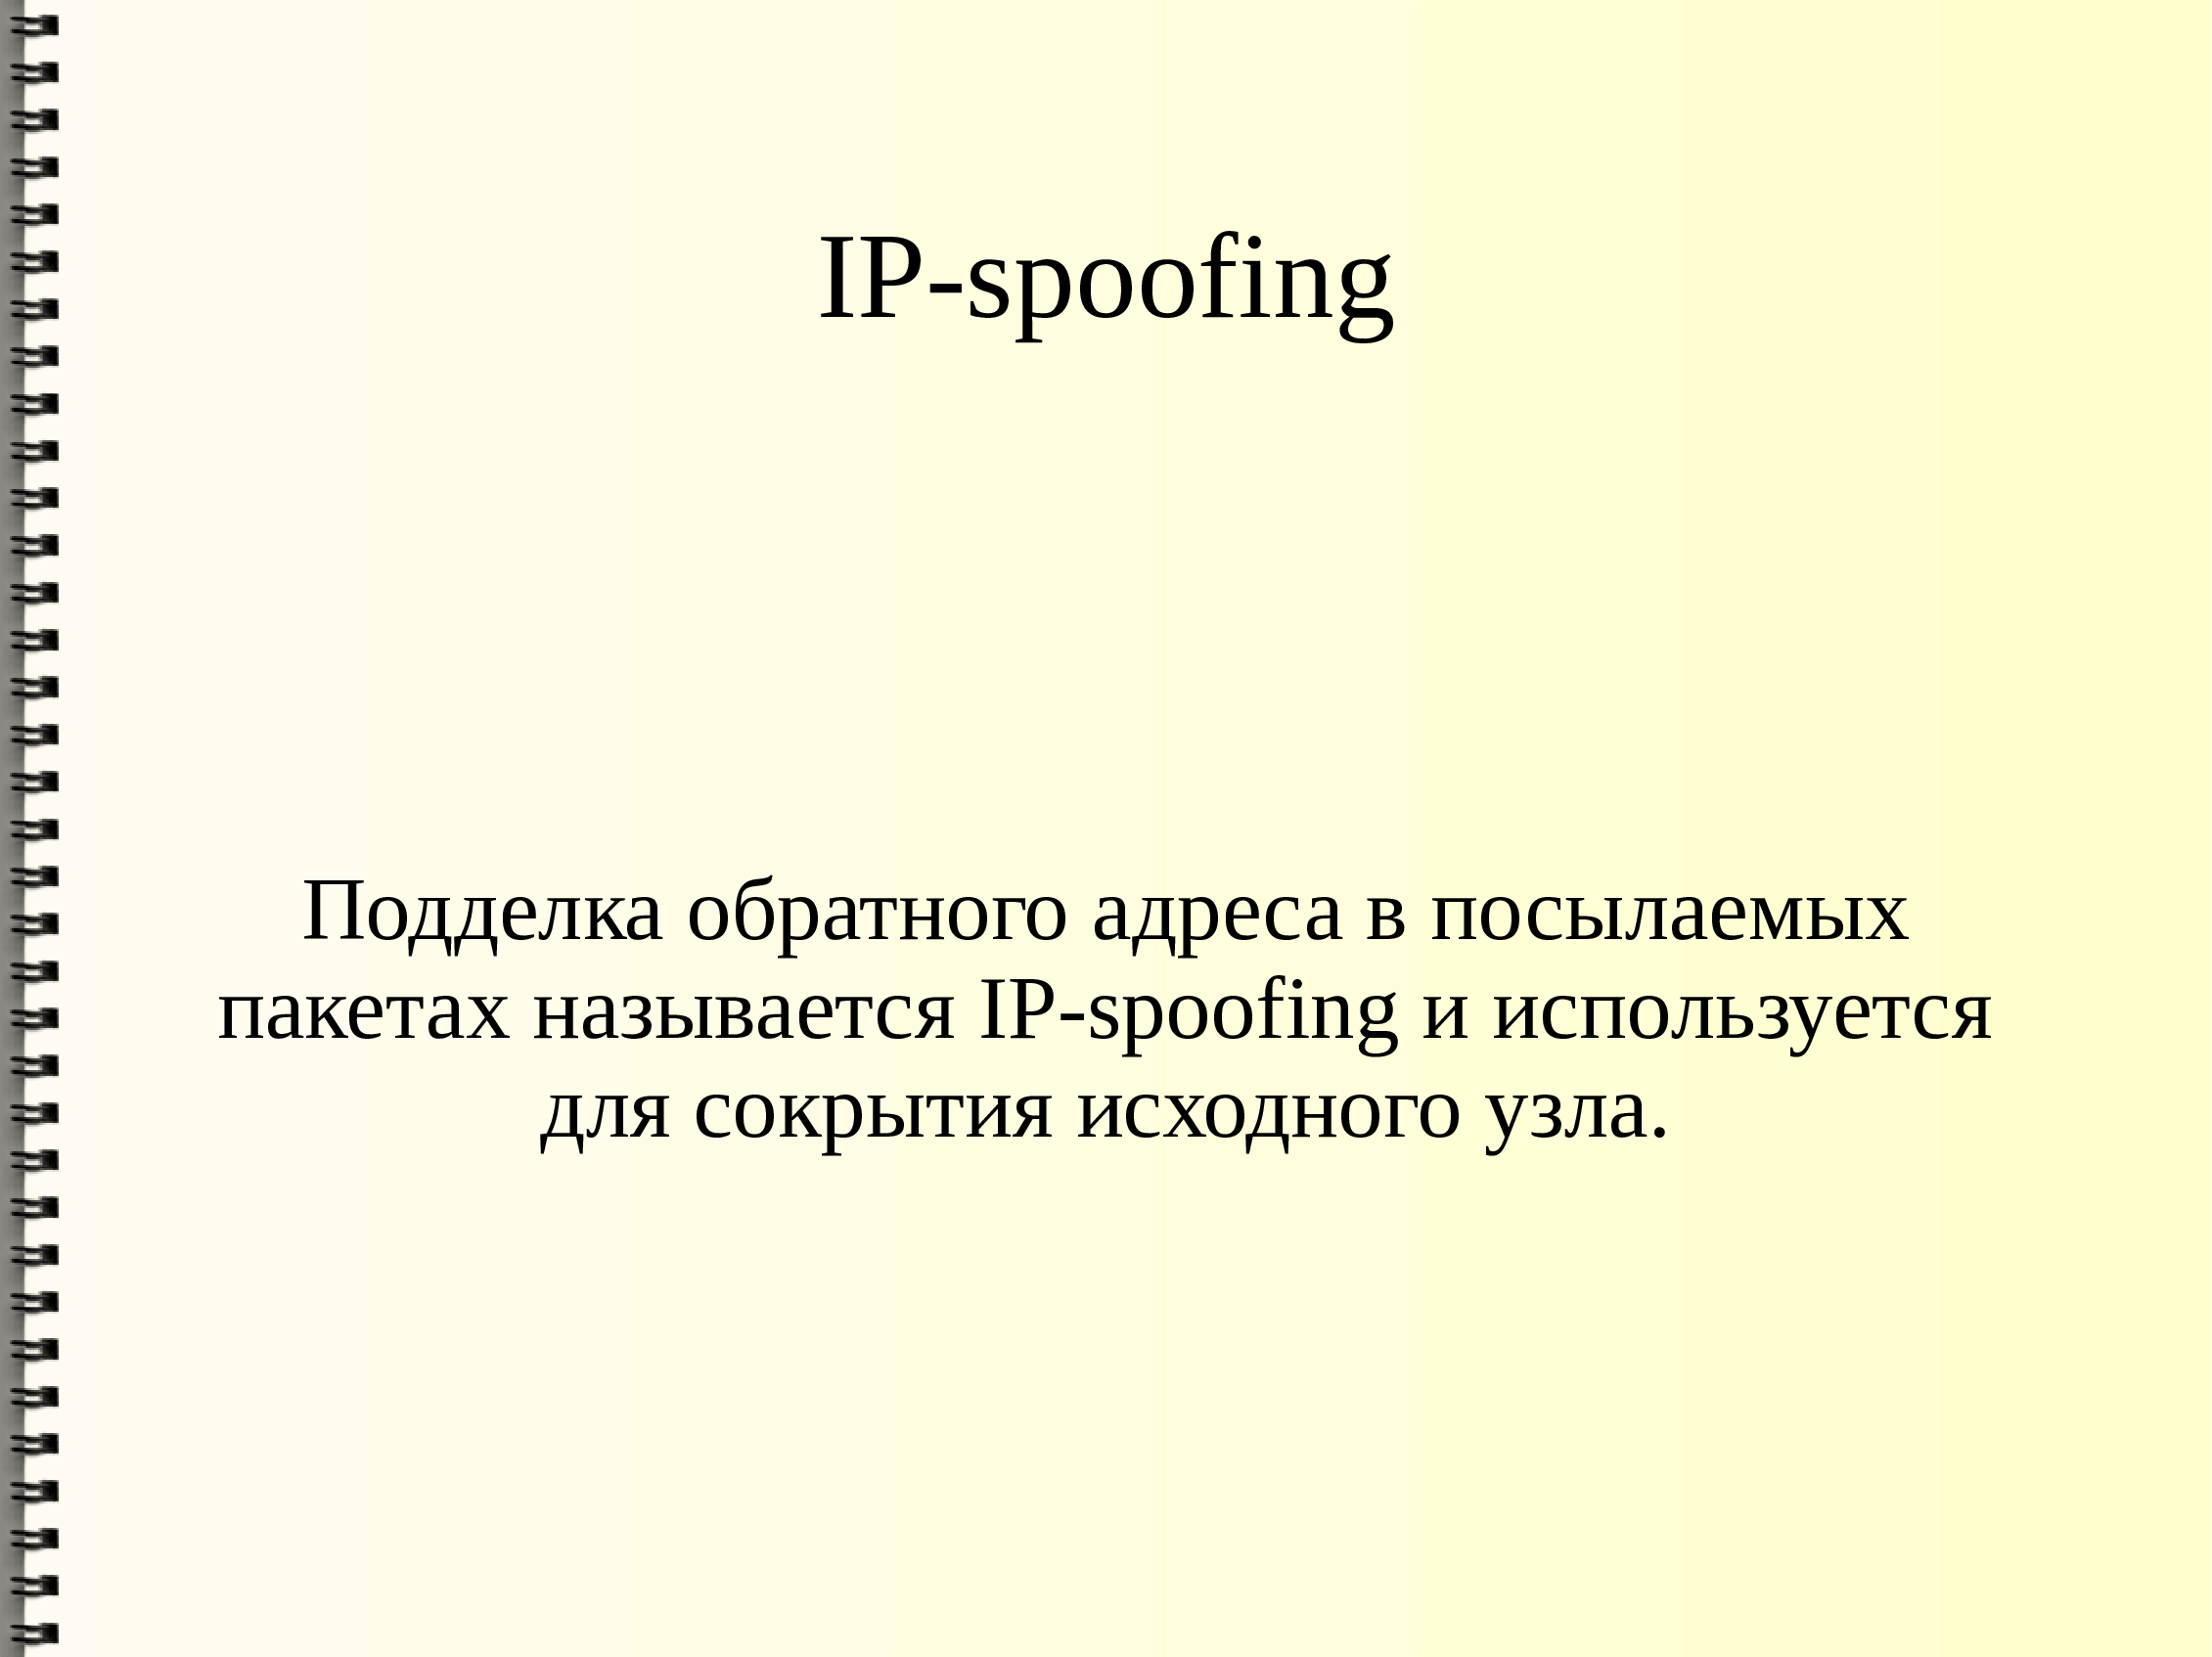 IP-spoofing
Подделка обратного адреса в посылаемых
пакетах называется IP-spoofing и используется
для сокрытия исходного узла.